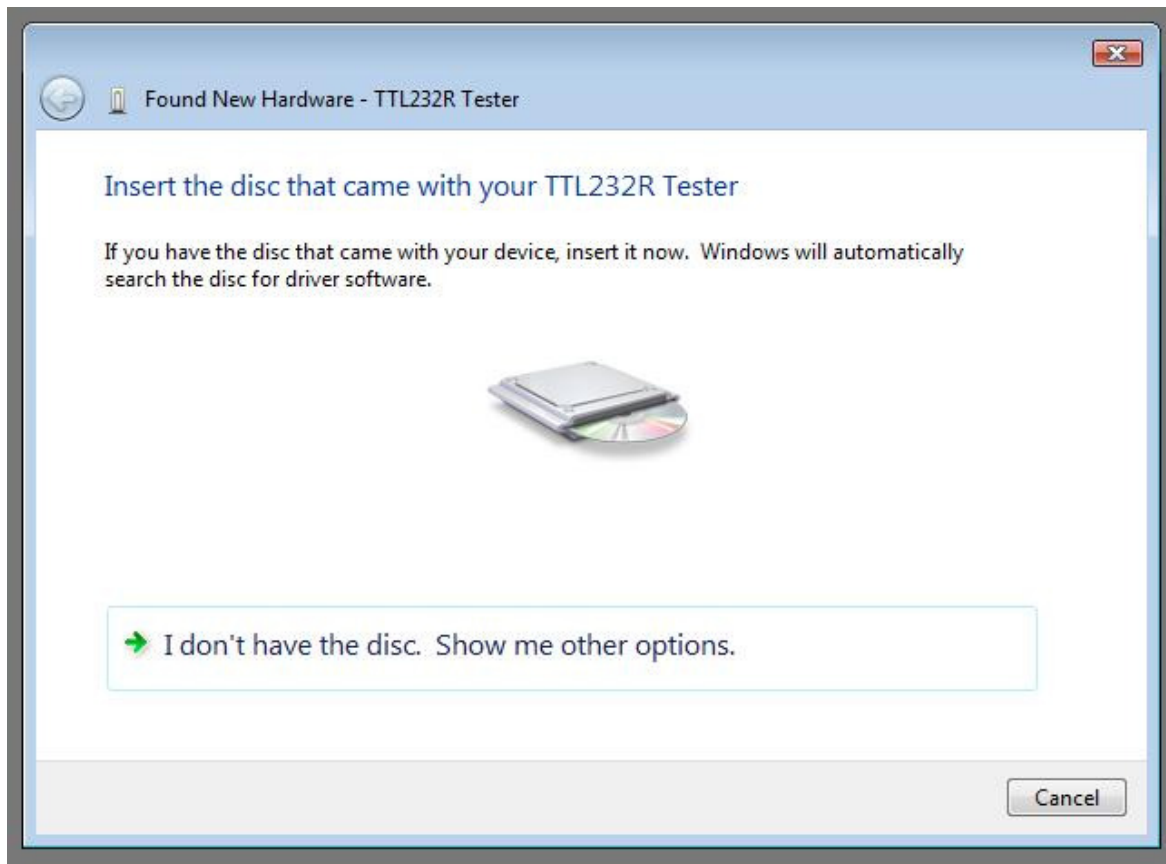 Found New Hardware - TTL232R Tester
Insert the disc that came with your TTL232R Tester
If you have the disc that came with your device, insert it now.  Windows will automatically
search the disc for driver software.
I don't have the disc.  Show me other options.
Cancel